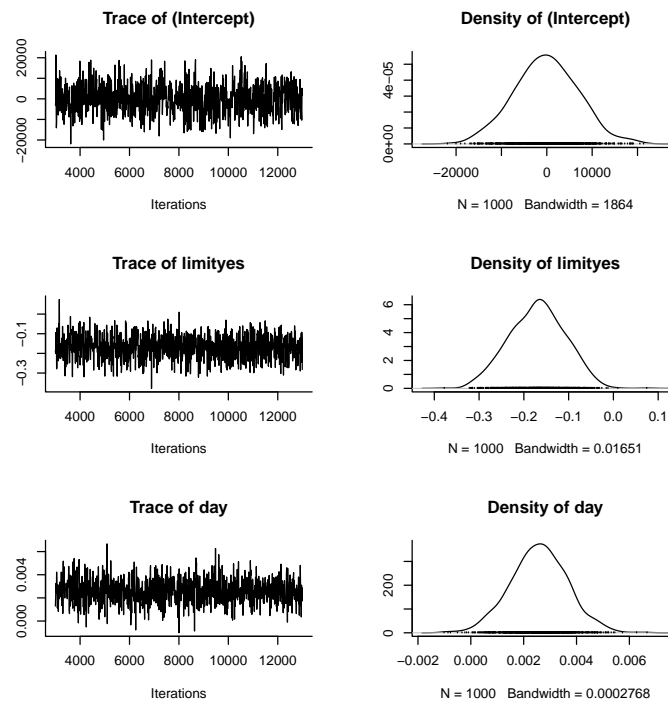 Trace of (Intercept)
−20000 0 20000
4000 6000 8000 10000 12000
Iterations
Density of (Intercept)
0e+00 4e−05
−20000 0 10000
N = 1000 Bandwidth = 1864
Trace of limityes
−0.3 −0.1
4000 6000 8000 10000 12000
Iterations
Density of limityes
0 2 4 6
−0.4 −0.3 −0.2 −0.1 0.0 0.1
N = 1000 Bandwidth = 0.01651
Trace of day
0.000 0.004
4000 6000 8000 10000 12000
Iterations
Density of day
0 200
−0.002 0.000 0.002 0.004 0.006
N = 1000 Bandwidth = 0.0002768